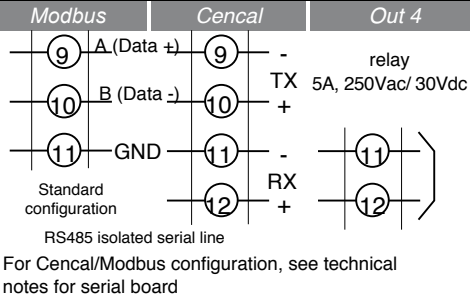 Modbus Cencal Out 4
9 A (Data +) 9 -
relay
TX
5A, 250Vac/ 30Vdc
10 B (Data -) 10 +
11 GND 11 - 11
RX
12 + 12
Standard
configuration
RS485 isolated serial line
For Cencal/Modbus configuration, see technical
notes for serial board